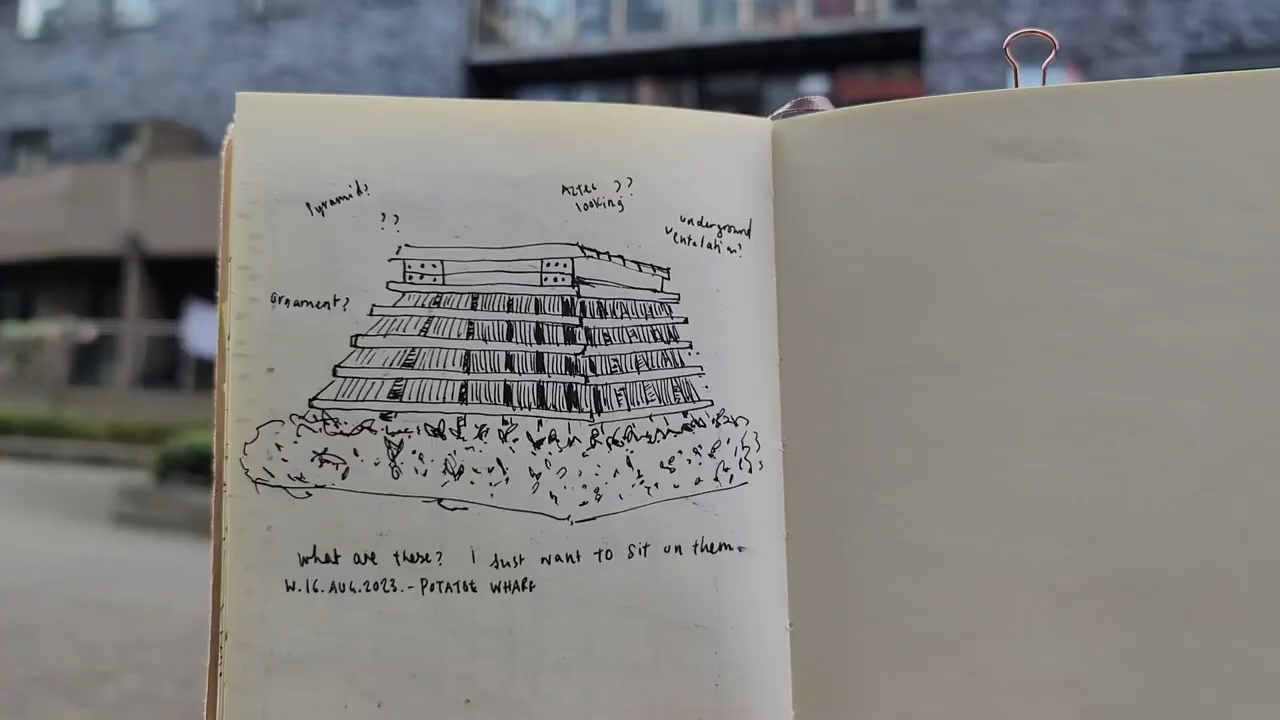 Pyramid?
??
Aztec ??
looking
underground
ventalation?
ornament?
What are these? I just want to sit on them.
W.16.AUG.2023.- POTATOE WHARF